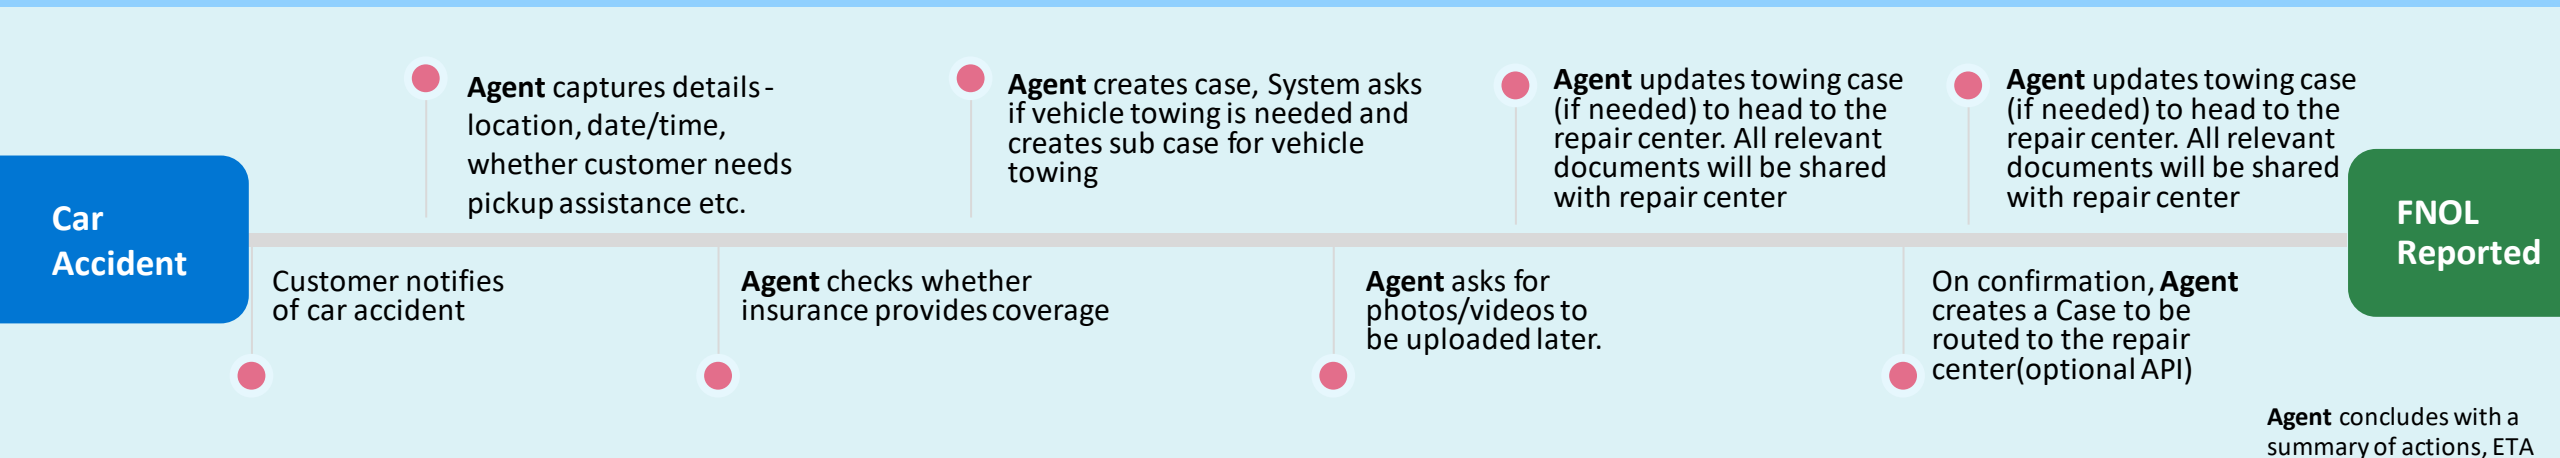 Car
Accident
Customer notifies
of car accident
Agent captures details -
location, date/time,
whether customer needs
pickup assistance etc.
Agent checks whether
insurance provides coverage
Agent creates case, System asks
if vehicle towing is needed and
creates sub case for vehicle
towing
Agent asks for
photos/videos to
be uploaded later.
Agent updates towing case
(if needed) to head to the
repair center. All relevant
documents will be shared
with repair center
On confirmation, Agent
creates a Case to be
routed to the repair
center(optional API)
Agent updates towing case
(if needed) to head to the
repair center. All relevant
documents will be shared
with repair center
FNOL
Reported
Agent concludes with a
summary of actions, ETA